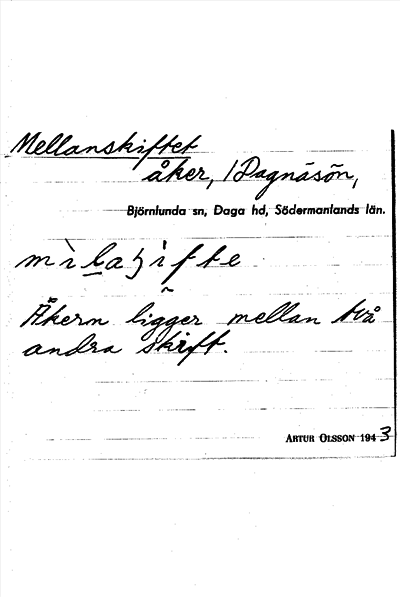 Mellanskiftet
åker, /Dagnäsön,
Björnlunda sn, Daga hd, Södermanlands län.
Åkern ligger mellan två
andra skift.
ARTUR OLSSON 1943